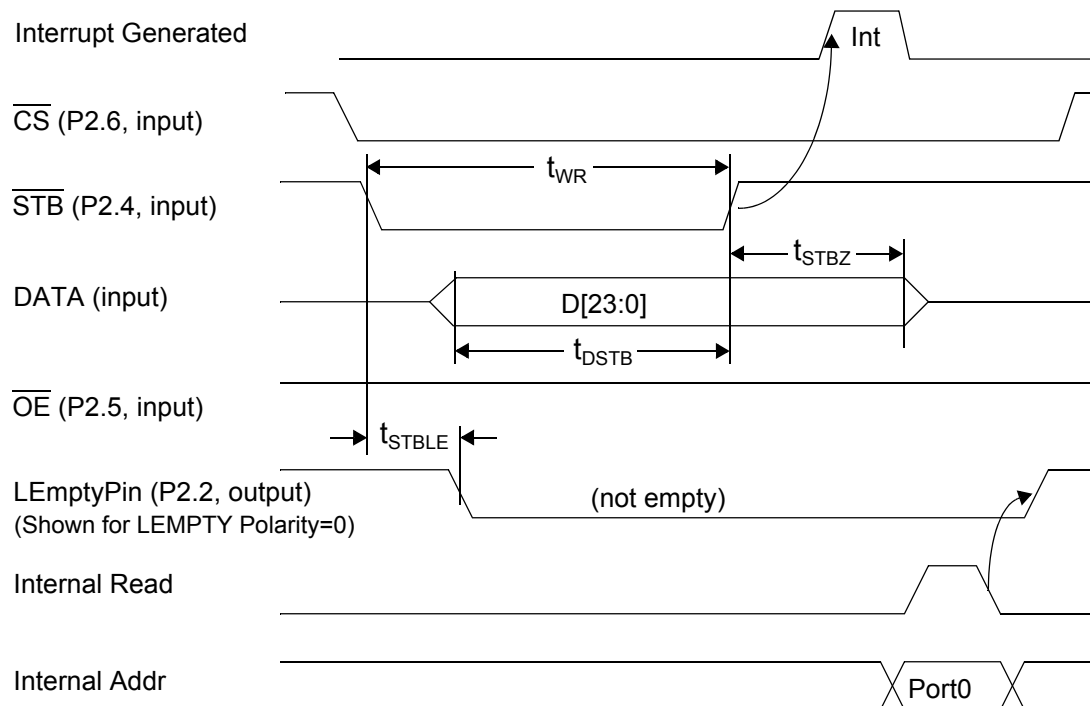 Interrupt Generated
Int
CS (P2.6, input)
tWR
STB (P2.4, input)
tSTBZ
DATA (input)
D[23:0]
tDSTB
OE (P2.5, input)
tSTBLE
LEmptyPin (P2.2, output)
(not empty)
(Shown for LEMPTY Polarity=0)
Internal Read
Internal Addr
Port0